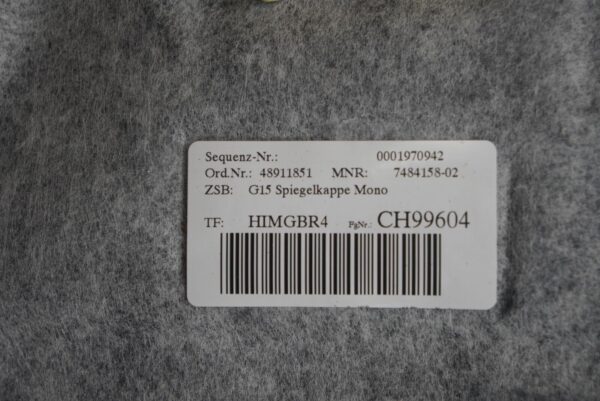 Sequenz-Nr.: 0001970942
Ord.Nr.: 48911851 MNR: 7484158-02
ZSB: G15 Spiegelkappe Mono
TF: HIMGBR4 FgNr.: CH99604